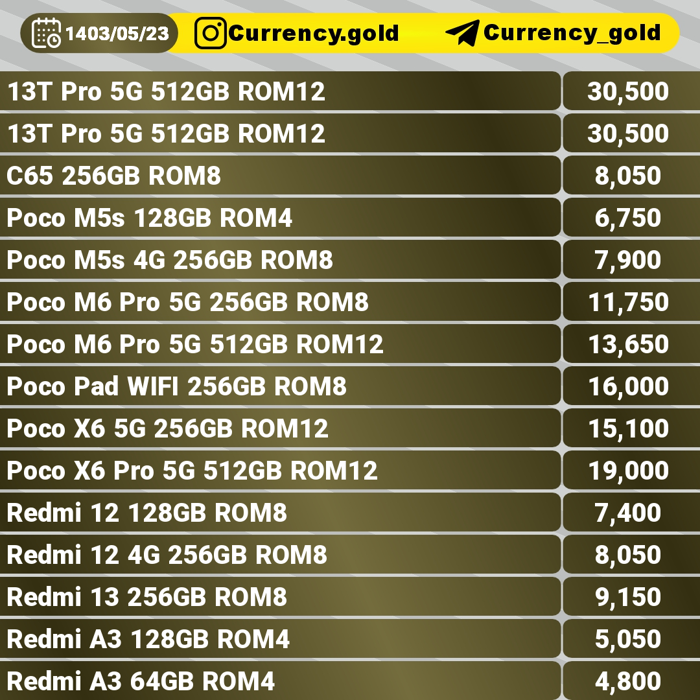 1403/05/23 Currency.gold Currency_gold
13T Pro 5G 512GB ROM12 30,500
13T Pro 5G 512GB ROM12 30,500
C65 256GB ROM8 8,050
Poco M5s 128GB ROM4 6,750
Poco M5s 4G 256GB ROM8 7,900
Poco M6 Pro 5G 256GB ROM8 11,750
Poco M6 Pro 5G 512GB ROM12 13,650
Poco Pad WIFI 256GB ROM8 16,000
Poco X6 5G 256GB ROM12 15,100
Poco X6 Pro 5G 512GB ROM12 19,000
Redmi 12 128GB ROM8 7,400
Redmi 12 4G 256GB ROM8 8,050
Redmi 13 256GB ROM8 9,150
Redmi A3 128GB ROM4 5,050
Redmi A3 64GB ROM4 4,800